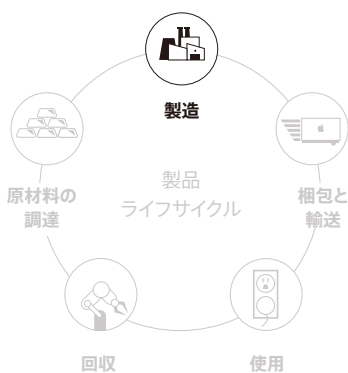 製造
原材料の
調達
製品
ライフサイクル
梱包と
輸送
回収
使用